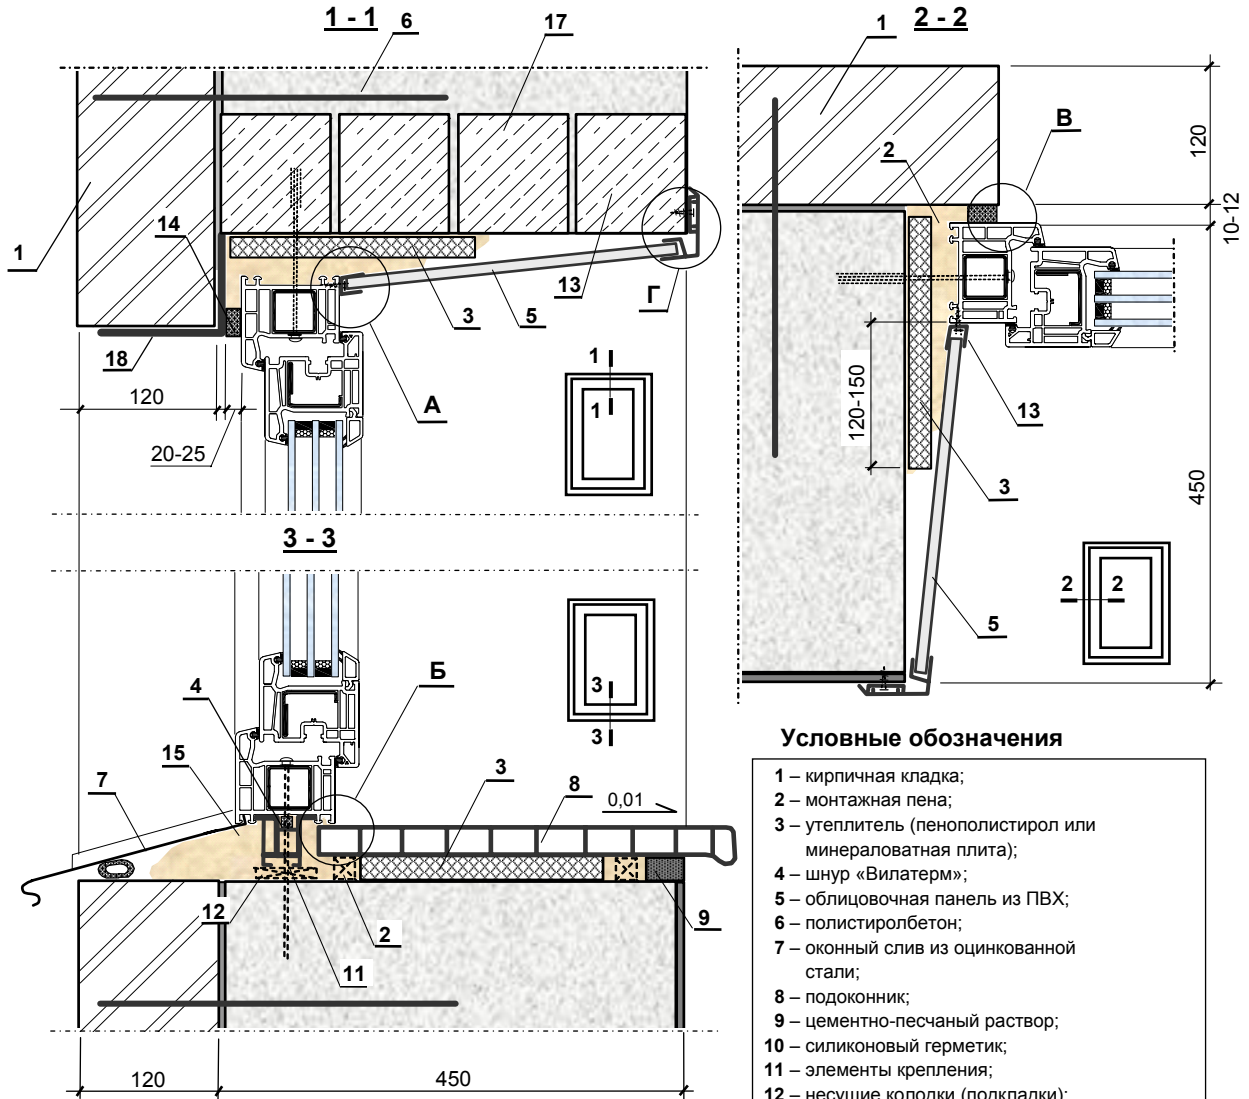 1 - 1
6
17
14
1
18
3
5
13
Г
А
120
20-25
1
1
2 - 2
1
В
2
120
10-12
120-150
13
3
450
5
2
2
3 - 3
4
Б
15
7
3
8
0,01
3
3
12
2
9
11
120
450
Условные обозначения
1 – кирпичная кладка;
2 – монтажная пена;
3 – утеплитель (пенополистирол или
минераловатная плита);
4 – шнур «Вилатерм»;
5 – облицовочная панель из ПВХ;
6 – полистиролбетон;
7 – оконный слив из оцинкованной
стали;
8 – подоконник;
9 – цементно-песчаный раствор;
10 – силиконовый герметик;
11 – элементы крепления;
12 – несущие колодки (подкладки);